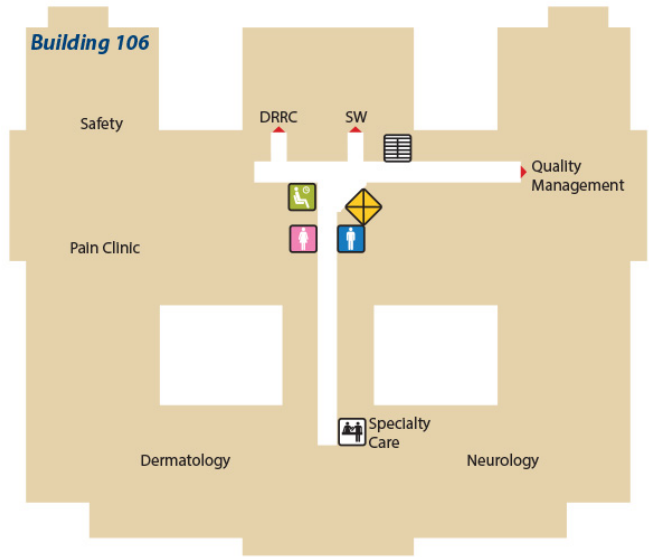 Building 106
Safety
DRRC
SW
Quality
Management
Pain Clinic
Specialty
Care
Dermatology
Neurology